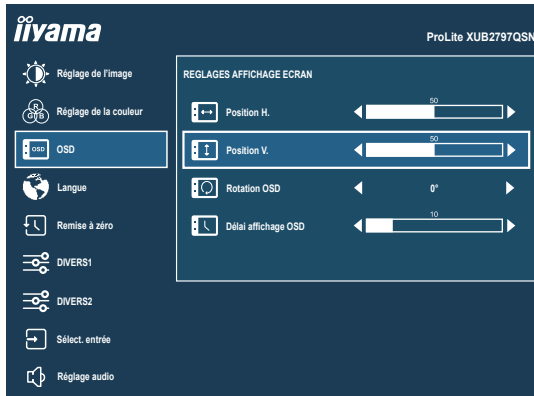 iiyama
ProLite XUB2797QSN
Réglage de l'image
Réglage de la couleur
R
G
B
OSD
OSD
Langue
Remise à zéro
DIVERS1
DIVERS2
Sélect. entrée
Réglage audio
REGLAGES AFFICHAGE ECRAN
Position H.
50
Position V.
50
Rotation OSD
0°
Délai affichage OSD
10